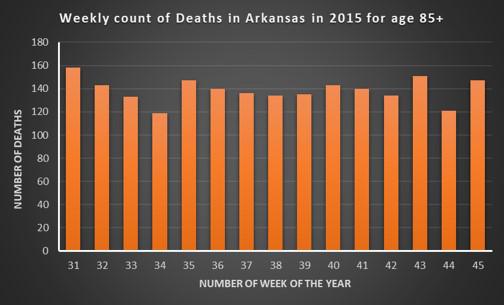 Weekly count of Deaths in Arkansas in 2015 for age 85+
NUMBER OF DEATHS
180
160
140
120
100
80
60
40
20
0
31 32 33 34 35 36 37 38 39 40 41 42 43 44 45
NUMBER OF WEEK OF THE YEAR